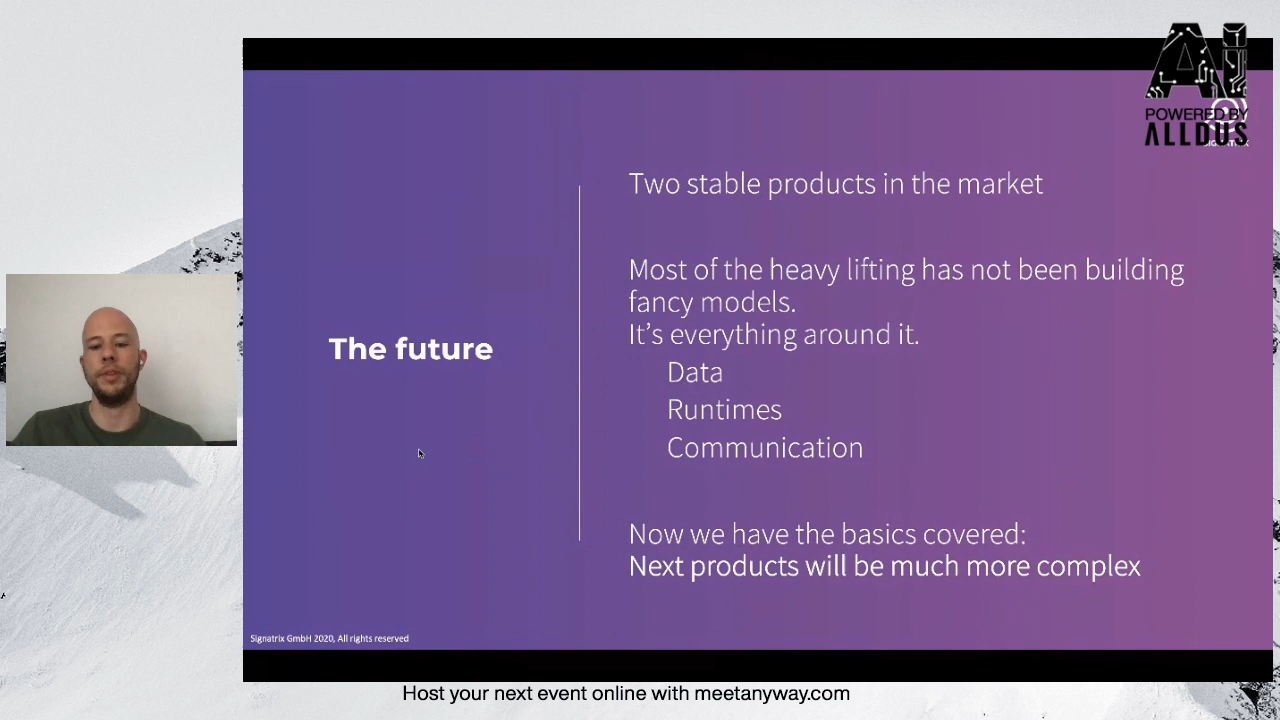 AI
POWERED BY
ALLDUS
Two stable products in the market
Most of the heavy lifting has not been building
fancy models.
It’s everything around it.
The future
Data
Runtimes
Communication
Now we have the basics covered:
Next products will be much more complex
Signatrix GmbH 2020, All rights reserved
Host your next event online with meetanyway.com